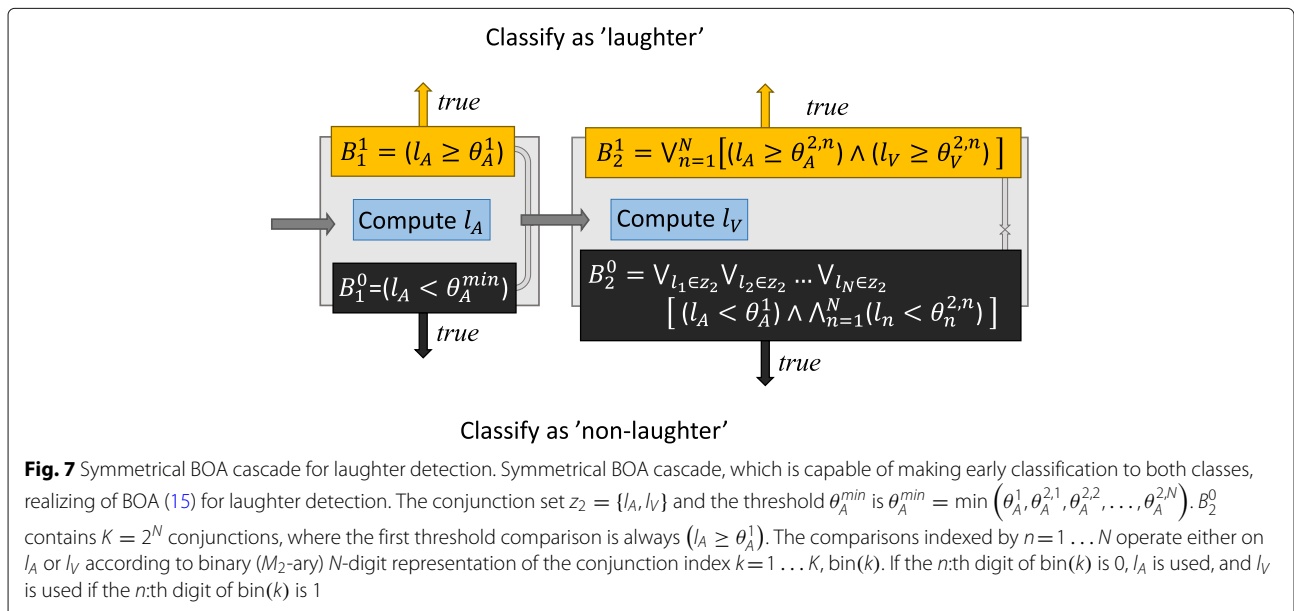 Classify as 'laughter'
true true
B_1^1 = (l_A ≥ θ_A^1) B_2^1 = ∨_{n=1}^N [(l_A ≥ θ_A^{2,n}) ∧ (l_V ≥ θ_V^{2,n}) ]
Compute l_A Compute l_V
B_1^0=(l_A < θ_A^{min}) B_2^0 = ∨_{l_1∈z_2} ∨_{l_2∈z_2} … ∨_{l_N∈z_2}
[ (l_A < θ_A^1) ∧ ∧_{n=1}^N (l_n < θ_n^{2,n}) ]
true true
Classify as 'non-laughter'
Fig. 7 Symmetrical BOA cascade for laughter detection. Symmetrical BOA cascade, which is capable of making early classification to both classes,
realizing of BOA (15) for laughter detection. The conjunction set z_2 = {l_A, l_V} and the threshold θ_A^{min} is θ_A^{min} = min (θ_A^1, θ_A^{2,1}, θ_A^{2,2}, . . . , θ_A^{2,N}). B_2^0
contains K = 2^N conjunctions, where the first threshold comparison is always (l_A ≥ θ_A^1). The comparisons indexed by n = 1 . . . N operate either on
l_A or l_V according to binary (M_2-ary) N-digit representation of the conjunction index k = 1 . . . K, bin(k). If the n:th digit of bin(k) is 0, l_A is used, and l_V
is used if the n:th digit of bin(k) is 1